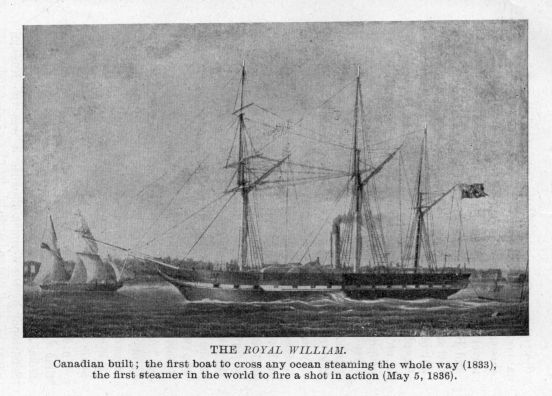 THE ROYAL WILLIAM.
Canadian built; the first boat to cross any ocean steaming the whole way (1833),
the first steamer in the world to fire a shot in action (May 5, 1836).